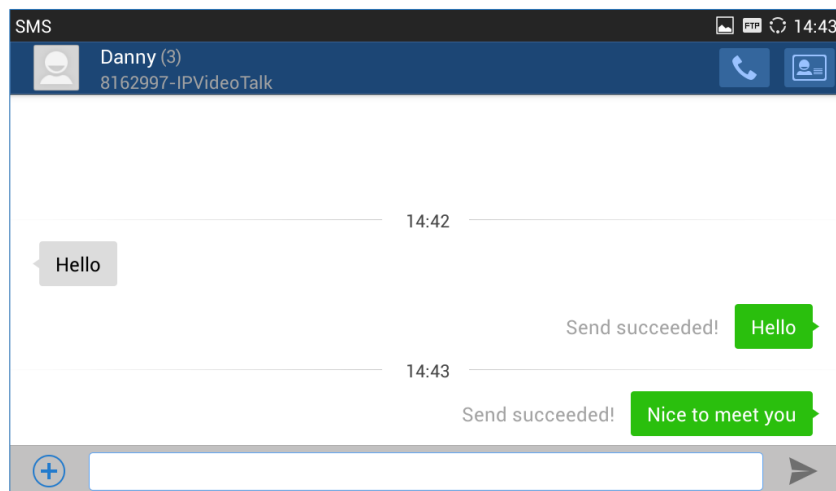 SMS FTP 14:43
Danny (3)
8162997-IPVideoTalk
14:42
Hello
Send succeeded! Hello
14:43
Send succeeded! Nice to meet you